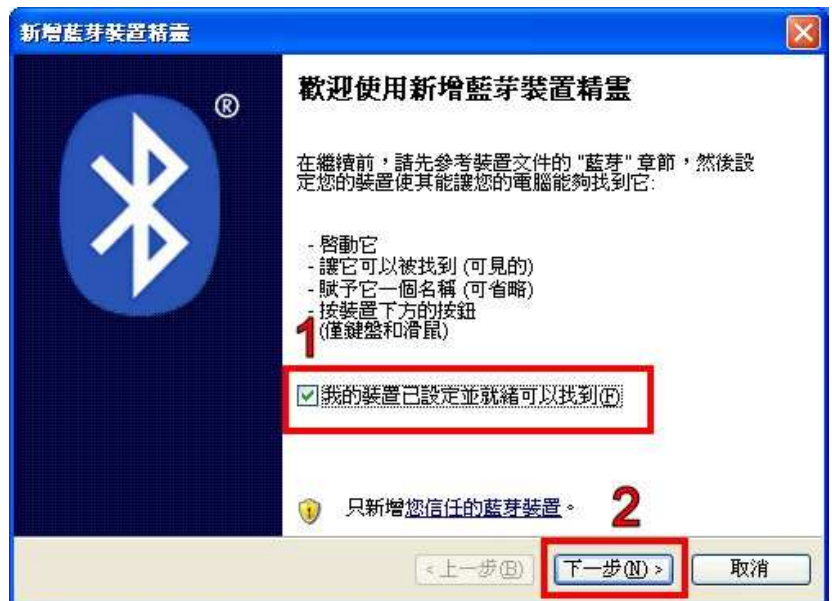 新增藍芽裝置精靈
®
歡迎使用新增藍芽裝置精靈
在繼續前，請先參考裝置文件的 "藍芽" 章節，然後設
定您的裝置使其能讓您的電腦能夠找到它:
- 啓動它
- 讓它可以被找到 (可見的)
- 賦予它一個名稱 (可省略)
- 按裝置下方的按鈕
(僅鍵盤和滑鼠)
1
我的裝置已設定並就緒可以找到(F)
只新增您信任的藍芽裝置。
2
<上一步(B)
下一步(N) >
取消